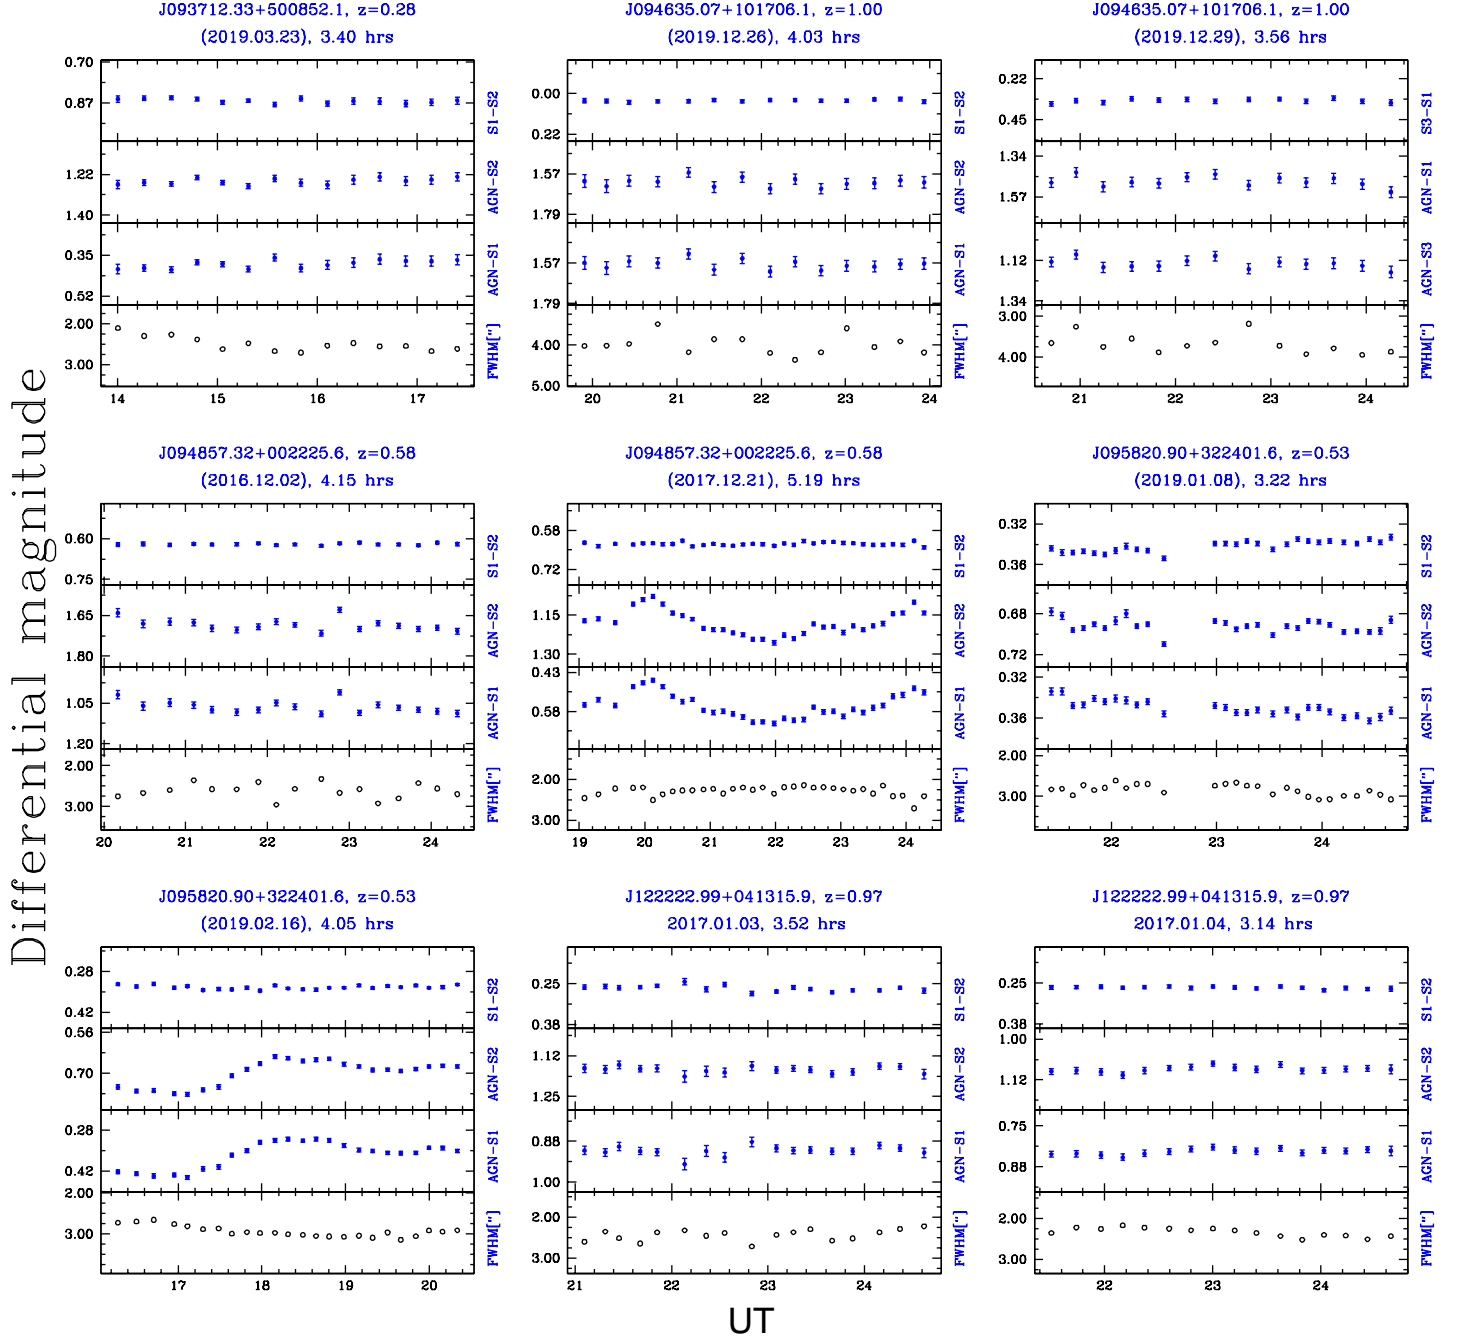 J093712.33+500852.1, z=0.28
(2019.03.23), 3.40 hrs
0.70
0.87
S1-S2
1.22
1.40
AGN-S2
0.35
0.52
AGN-S1
2.00
3.00
FWHM["]
14 15 16 17
J094635.07+101706.1, z=1.00
(2019.12.26), 4.03 hrs
0.00
0.22
S1-S2
1.57
1.79
AGN-S2
1.57
1.79
AGN-S1
4.00
5.00
FWHM["]
20 21 22 23 24
J094635.07+101706.1, z=1.00
(2019.12.29), 3.56 hrs
0.22
0.45
S3-S1
1.34
1.57
AGN-S1
1.12
1.34
AGN-S3
3.00
4.00
FWHM["]
21 22 23 24
Differential magnitude
J094857.32+002225.6, z=0.58
(2016.12.02), 4.15 hrs
0.60
0.75
S1-S2
1.65
1.80
AGN-S2
1.05
1.20
AGN-S1
2.00
3.00
FWHM["]
20 21 22 23 24
J094857.32+002225.6, z=0.58
(2017.12.21), 5.19 hrs
0.58
0.72
S1-S2
1.15
1.30
AGN-S2
0.43
0.58
AGN-S1
2.00
3.00
FWHM["]
19 20 21 22 23 24
J095820.90+322401.6, z=0.53
(2019.01.08), 3.22 hrs
0.32
0.36
S1-S2
0.68
0.72
AGN-S2
0.32
0.36
AGN-S1
2.00
3.00
FWHM["]
22 23 24
J095820.90+322401.6, z=0.53
(2019.02.16), 4.05 hrs
0.28
0.42
S1-S2
0.56
0.70
AGN-S2
0.28
0.42
AGN-S1
2.00
3.00
FWHM["]
17 18 19 20
J122222.99+041315.9, z=0.97
2017.01.03, 3.52 hrs
0.25
0.38
S1-S2
1.12
1.25
AGN-S2
0.88
1.00
AGN-S1
2.00
3.00
FWHM["]
21 22 23 24
J122222.99+041315.9, z=0.97
2017.01.04, 3.14 hrs
0.25
0.38
S1-S2
1.00
1.12
AGN-S2
0.75
0.88
AGN-S1
2.00
3.00
FWHM["]
22 23 24
UT